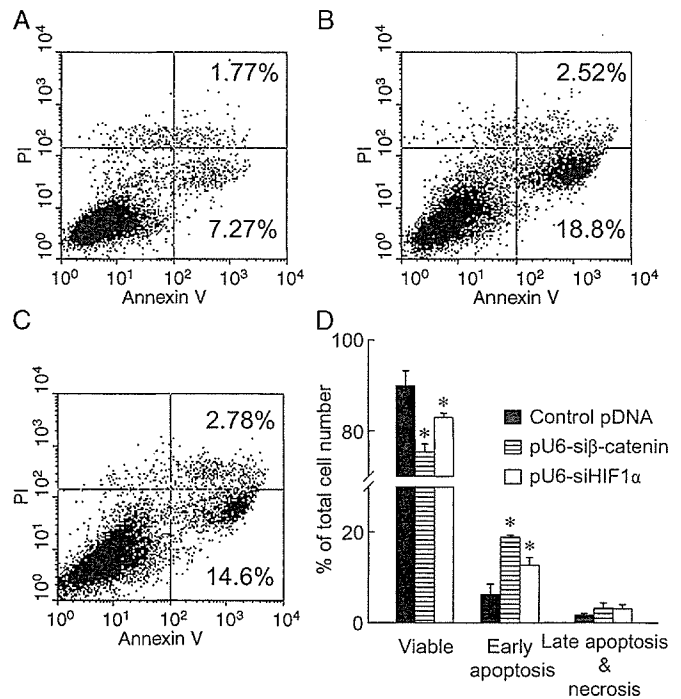 A
PI
10⁴
10³
10²
10¹
10⁰
1.77%
7.27%
10⁰ 10¹ 10² 10³ 10⁴
Annexin V
B
PI
10⁴
10³
10²
10¹
10⁰
2.52%
18.8%
10⁰ 10¹ 10² 10³ 10⁴
Annexin V
C
PI
10⁴
10³
10²
10¹
10⁰
2.78%
14.6%
10⁰ 10¹ 10² 10³ 10⁴
Annexin V
D
% of total cell number
100
80
20
0
* *
* *
Control pDNA
pU6-siβ-catenin
pU6-siHIF1α
Viable
Early
apoptosis
Late apoptosis
&
necrosis